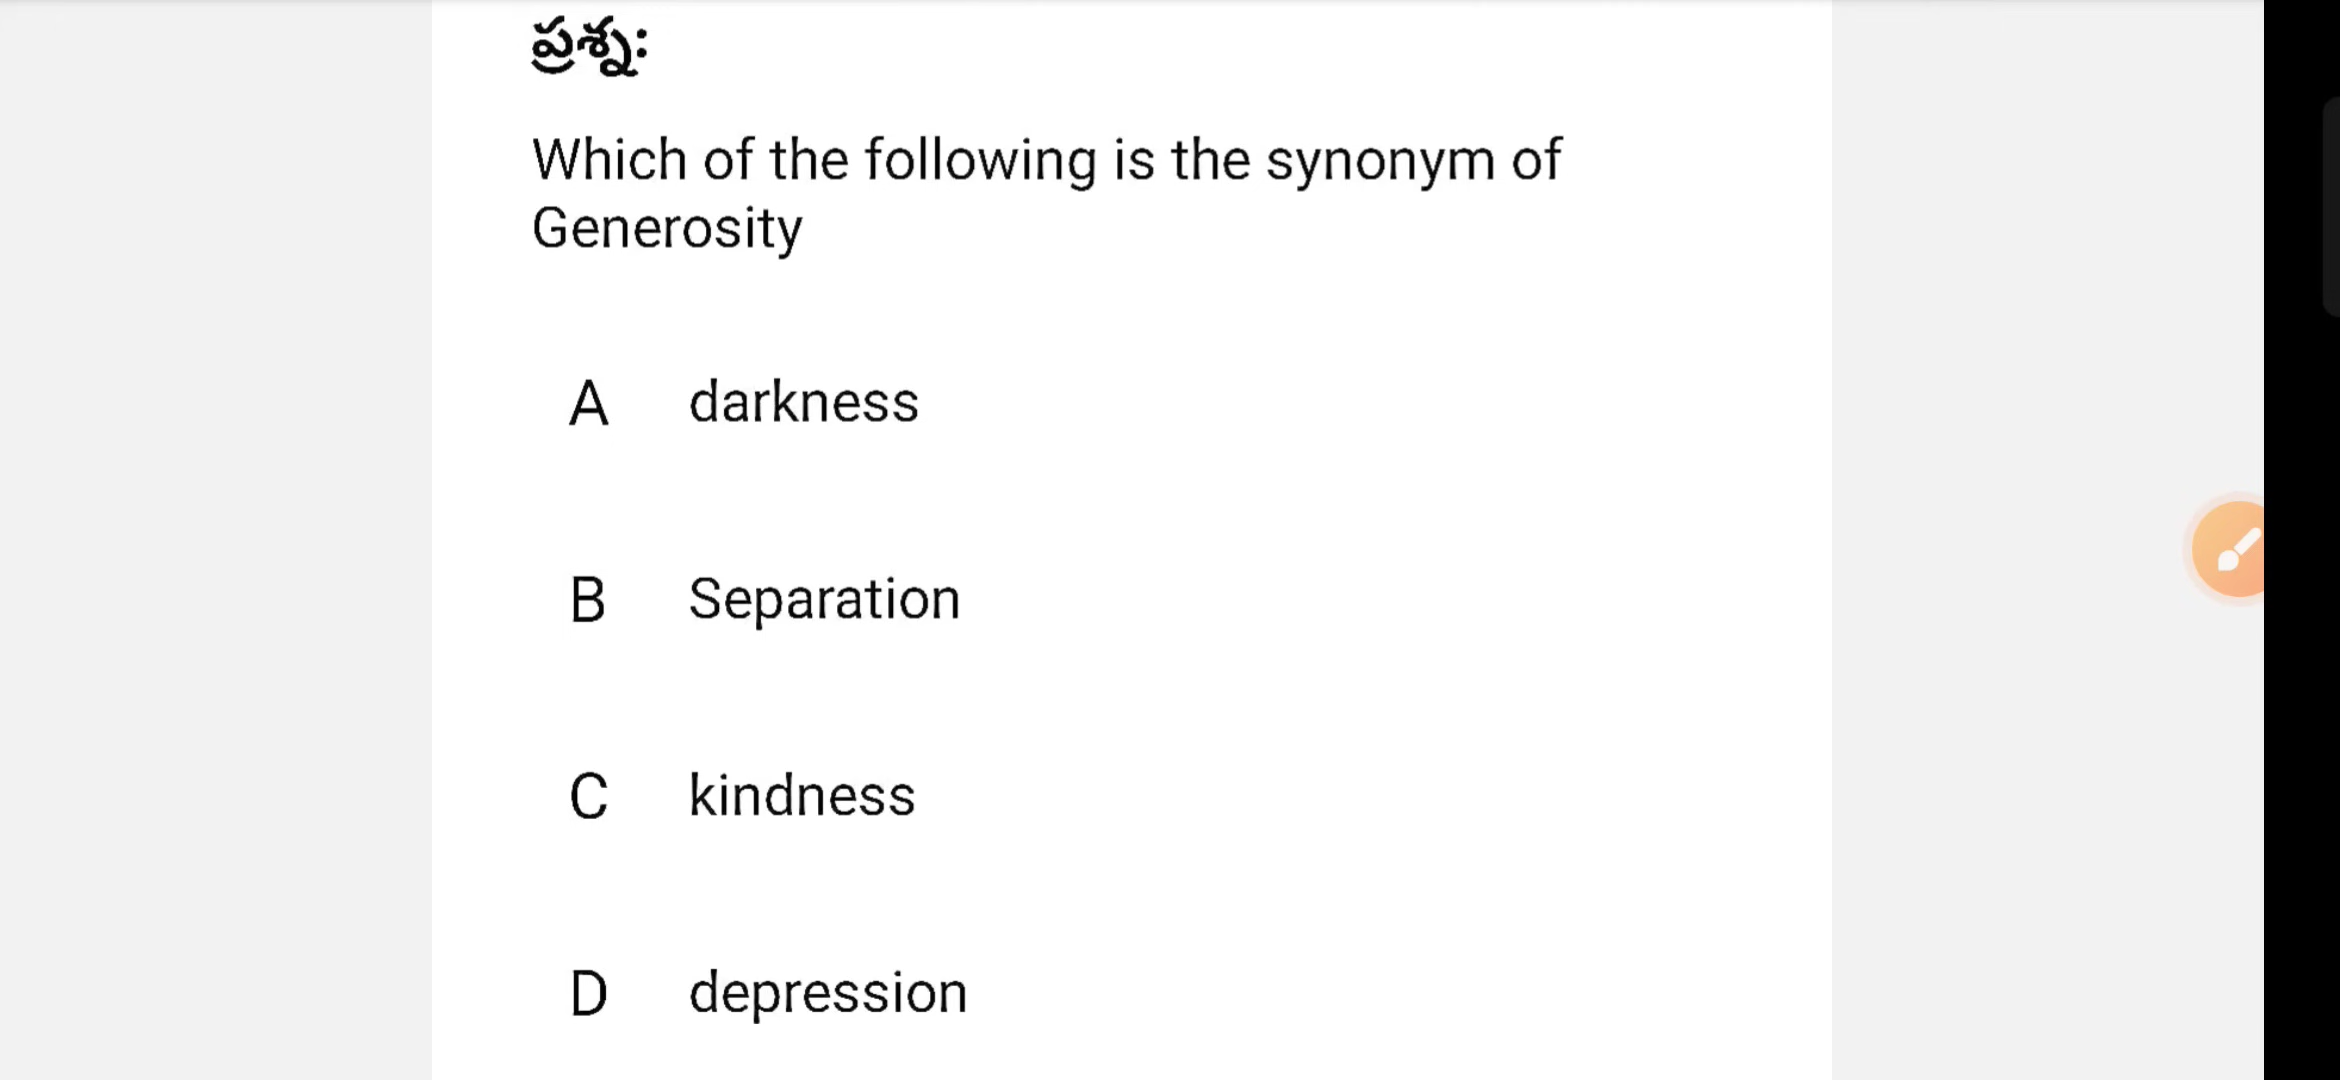 ప్రశ్న:
Which of the following is the synonym of
Generosity
A darkness
B Separation
C kindness
D depression